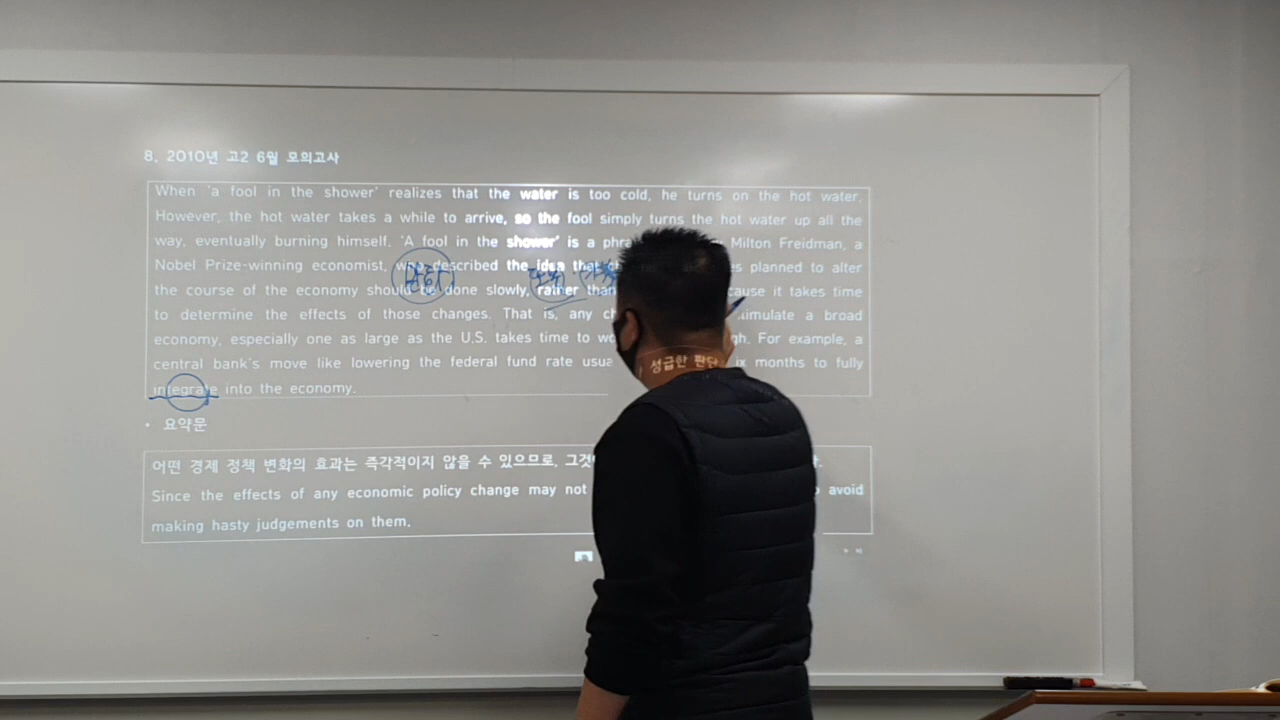 8. 2010년 고2 6월 모의고사
When 'a fool in the shower' realizes that the water is too cold, he turns on the hot water.
However, the hot water takes a while to arrive, so the fool simply turns the hot water up all the
way, eventually burning himself. 'A fool in the shower' is a phra Milton Freidman, a
Nobel Prize-winning economist, described the idea tha es planned to alter
the course of the economy should be done slowly, rather than cause it takes time
to determine the effects of those changes. That is, any ch timulate a broad
economy, especially one as large as the U.S. takes time to wo gh. For example, a
central bank's move like lowering the federal fund rate usua ix months to fully
성급한 판단
integrate into the economy.
• 요약문
어떤 경제 정책 변화의 효과는 즉각적이지 않을 수 있으므로, 그것
Since the effects of any economic policy change may not avoid
making hasty judgements on them.